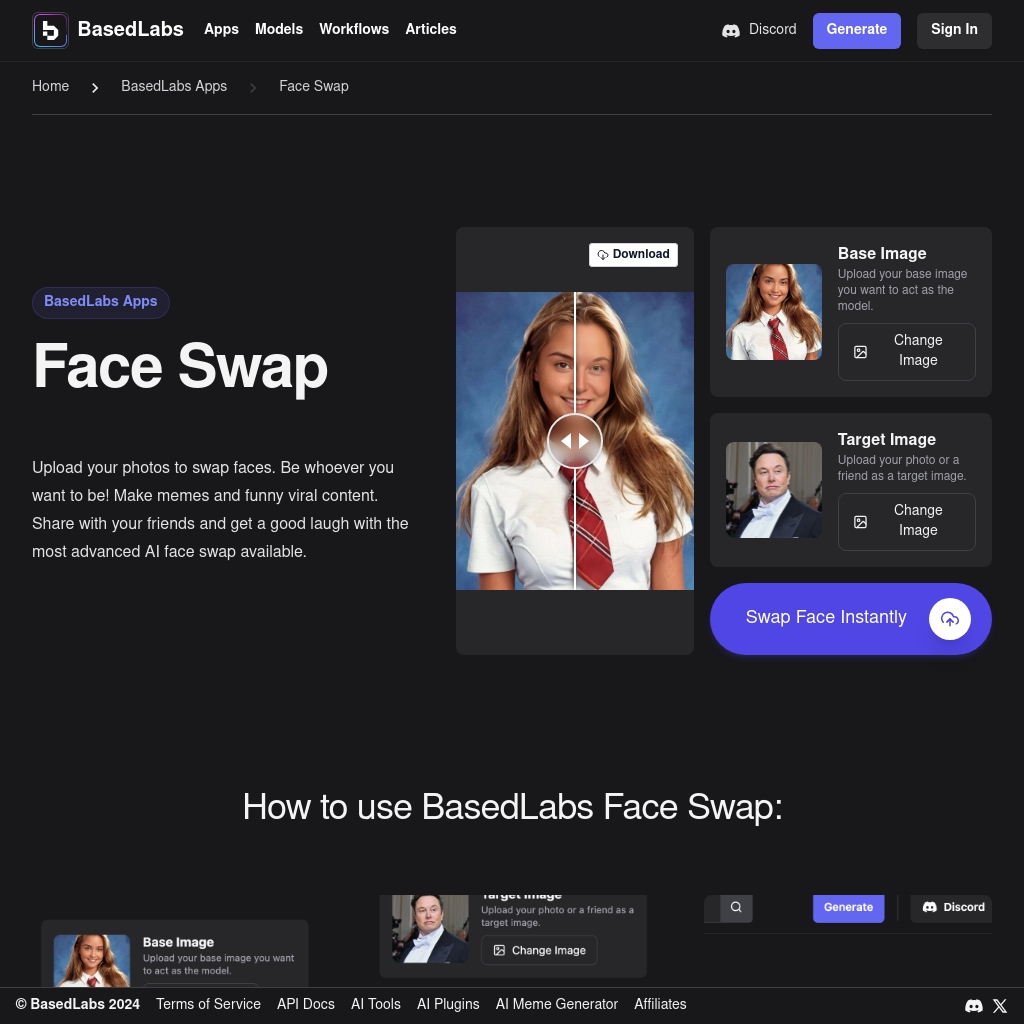 BasedLabs Apps Models Workflows Articles Discord Generate Sign In
Home BasedLabs Apps Face Swap
Download
BasedLabs Apps
Face Swap
Upload your photos to swap faces. Be whoever you
want to be! Make memes and funny viral content.
Share with your friends and get a good laugh with the
most advanced AI face swap available.
Base Image
Upload your base image
you want to act as the
model.
Change
Image
Target Image
Upload your photo or a
friend as a target image.
Change
Image
Swap Face Instantly
How to use BasedLabs Face Swap:
Base Image
Upload your base image you want
to act as the model.
Target Image
Upload your photo or a friend as a
target image.
Change Image
Generate Discord
© BasedLabs 2024 Terms of Service API Docs AI Tools AI Plugins AI Meme Generator Affiliates